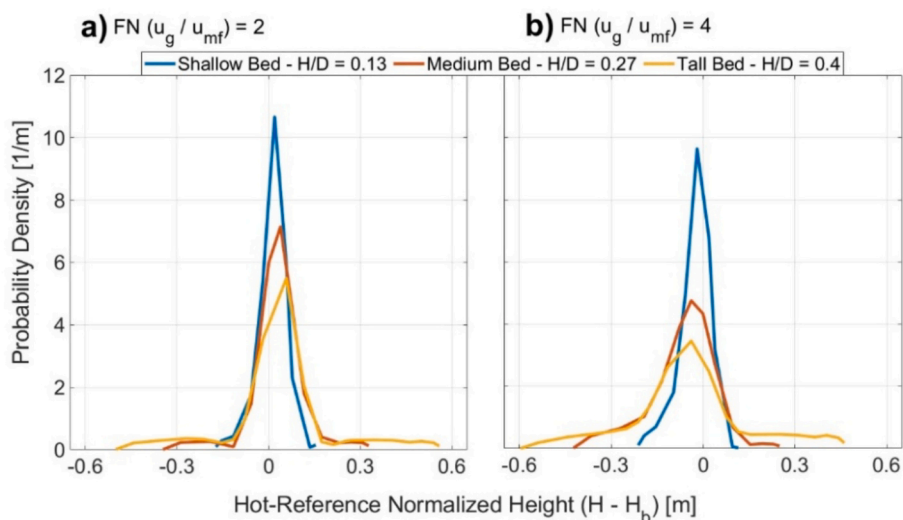 a) FN (u_g / u_mf) = 2
b) FN (u_g / u_mf) = 4
Shallow Bed - H/D = 0.13 Medium Bed - H/D = 0.27 Tall Bed - H/D = 0.4
12
10
8
6
4
2
0
Probability Density [1/m]
-0.6 -0.3 0 0.3 0.6
-0.6 -0.3 0 0.3 0.6
Hot-Reference Normalized Height (H - H_b) [m]